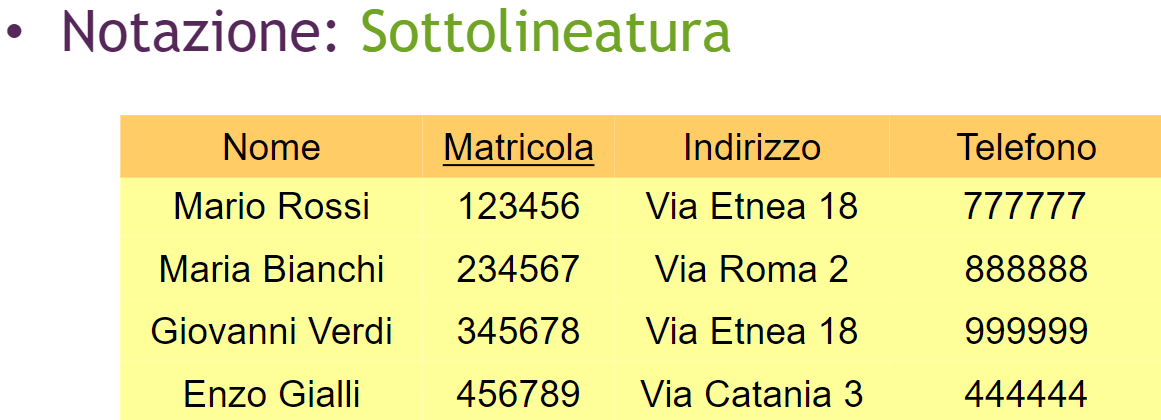 • Notazione: Sottolineatura
Nome Matricola Indirizzo Telefono
Mario Rossi 123456 Via Etnea 18 777777
Maria Bianchi 234567 Via Roma 2 888888
Giovanni Verdi 345678 Via Etnea 18 999999
Enzo Gialli 456789 Via Catania 3 444444